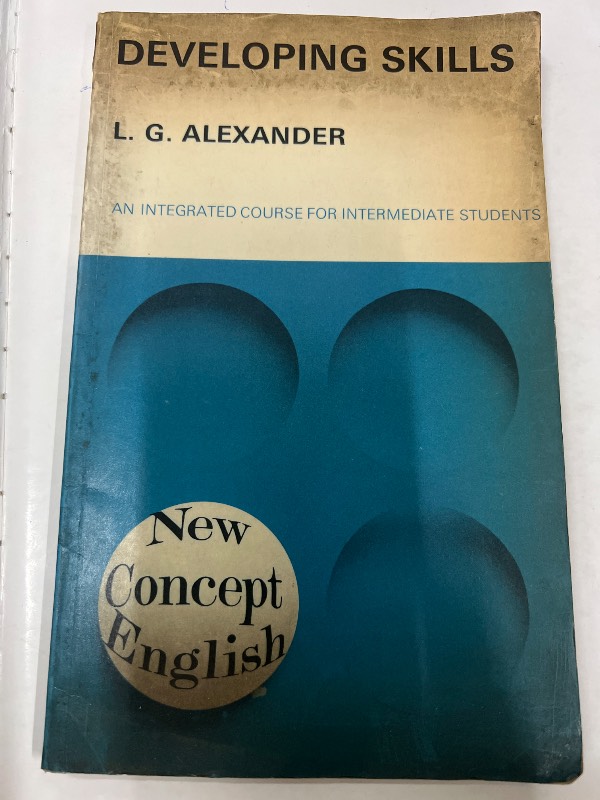 DEVELOPING SKILLS
L. G. ALEXANDER
AN INTEGRATED COURSE FOR INTERMEDIATE STUDENTS
New
Concept
English